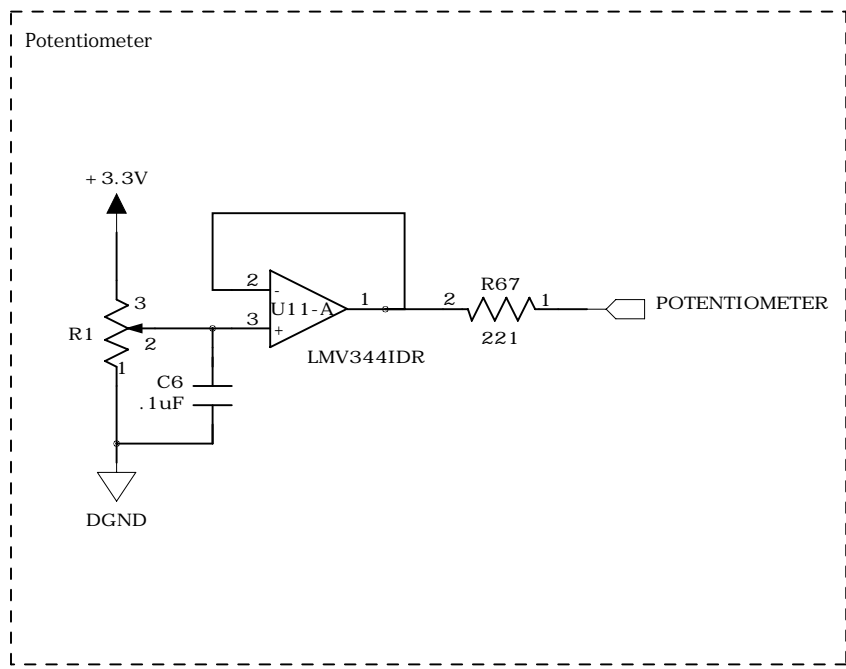 Potentiometer
+3.3V
3
R1
2
1
C6
.1uF
DGND
2
-
U11-A
3
+
1
LMV344IDR
2
R67
1
221
POTENTIOMETER